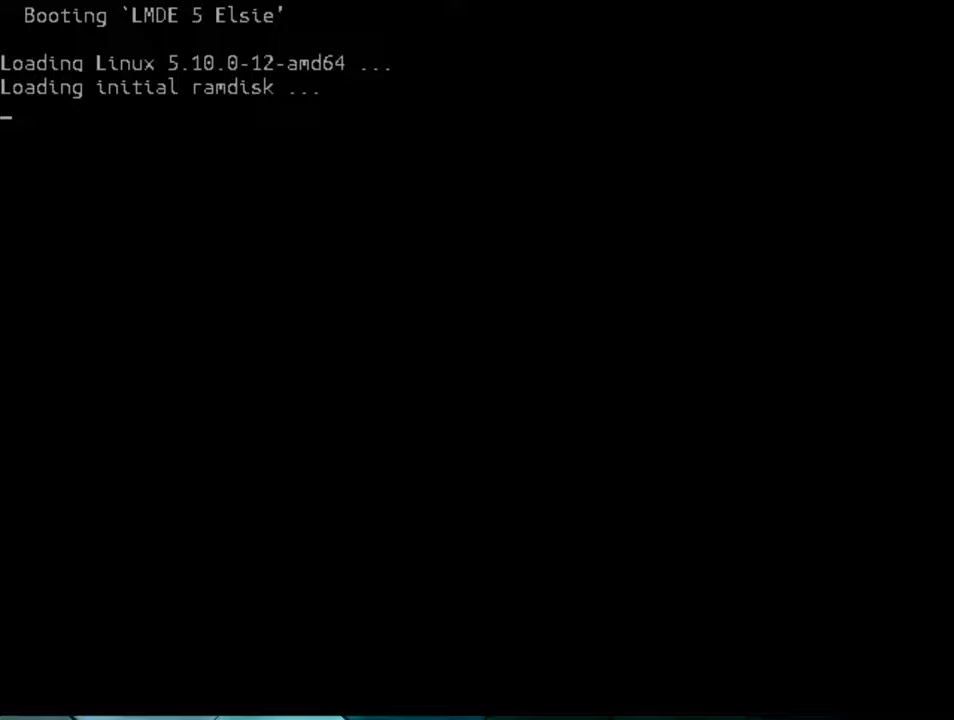 Booting `LMDE 5 Elsie'
Loading Linux 5.10.0-12-amd64 ...
Loading initial ramdisk ...